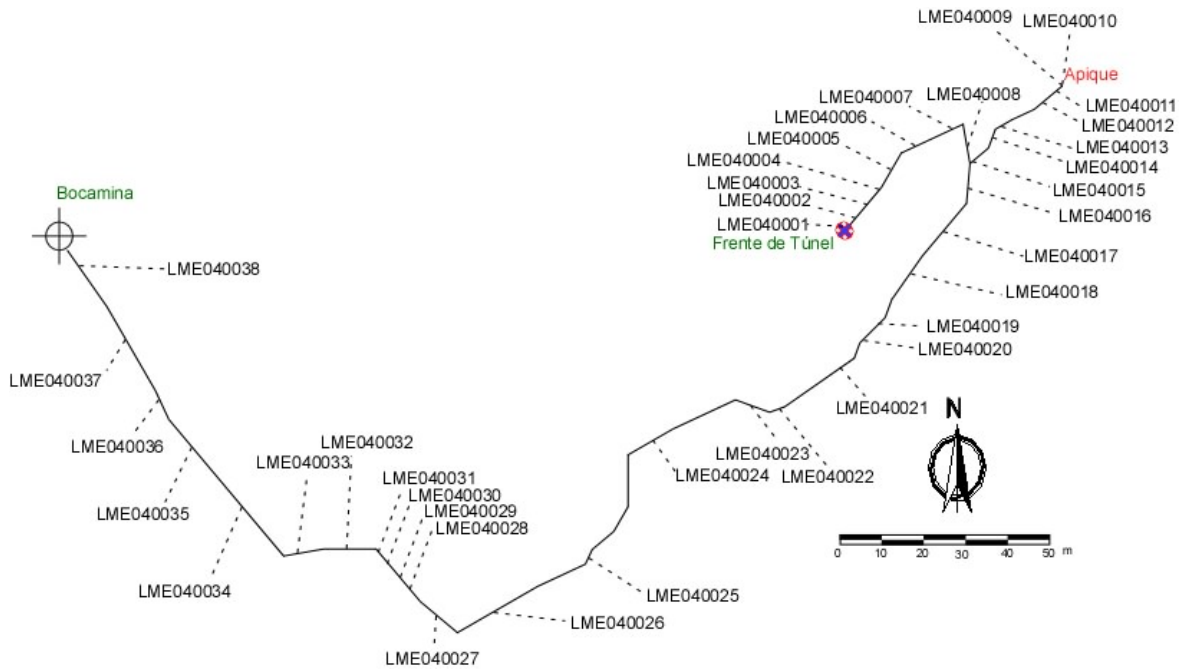 LME040009 LME040010
Apique
LME040007 LME040008
LME040011
LME040006
LME040012
LME040005
LME040013
LME040004
LME040014
LME040003
LME040015
LME040002
LME040016
LME040001
Frente de Túnel
Bocamina
LME040017
LME040038
LME040018
LME040019
LME040020
LME040037
LME040021
N
LME040036
LME040032
LME040033
LME040023
LME040024
LME040022
LME040031
LME040030
LME040029
LME040028
LME040035
0 10 20 30 40 50 m
LME040034
LME040025
LME040026
LME040027